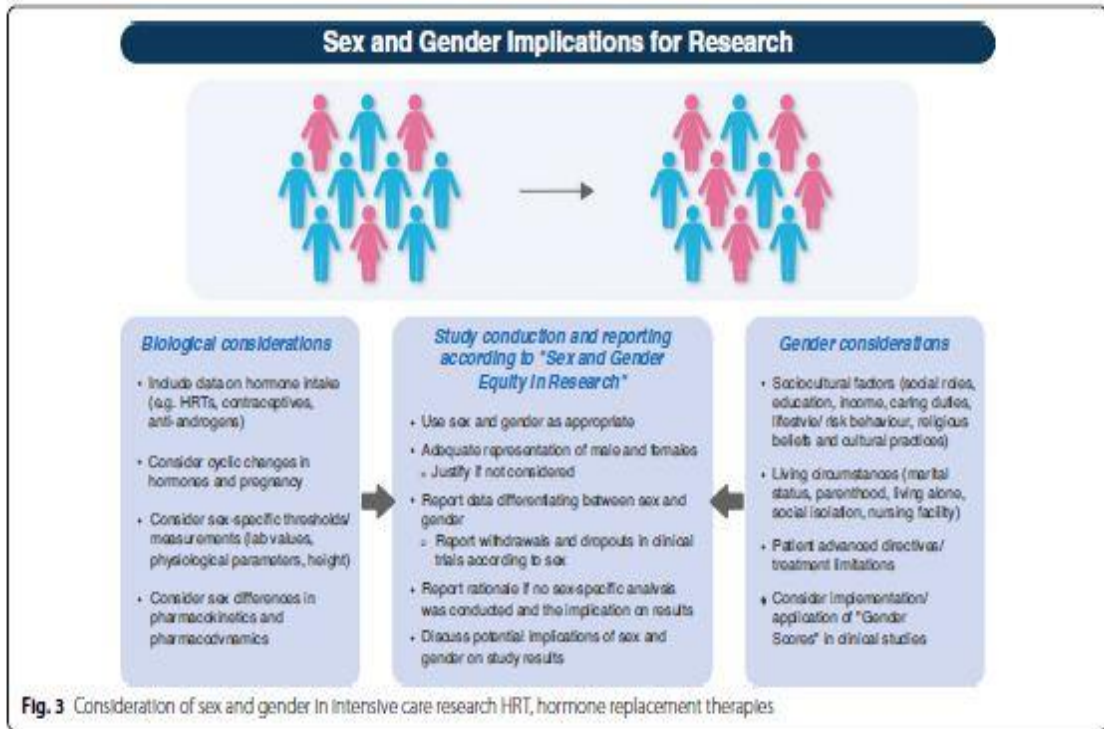 Sex and Gender Implications for Research
Biological considerations
• Include data on hormone intake
(e.g. HRTs, contraceptives,
anti-androgens)
• Consider cyclic changes in
hormones and pregnancy
• Consider sex-specific thresholds/
measurements (lab values,
physiological parameters, height)
• Consider sex differences in
pharmacokinetics and
pharmacodynamics
Study conduction and reporting
according to "Sex and Gender
Equity in Research"
• Use sex and gender as appropriate
• Adequate representation of male and females
▫ Justify if not considered
• Report data differentiating between sex and
gender
▫ Report withdrawals and dropouts in clinical
trials according to sex
• Report rationale if no sex-specific analysis
was conducted and the implication on results
• Discuss potential implications of sex and
gender on study results
Gender considerations
• Sociocultural factors (social roles,
education, income, caring duties,
lifestyle/ risk behaviour, religious
beliefs and cultural practices)
• Living circumstances (marital
status, parenthood, living alone,
social isolation, nursing facility)
• Patient advanced directives/
treatment limitations
• Consider implementation/
application of "Gender
Scores" in clinical studies
Fig. 3 Consideration of sex and gender in intensive care research HRT, hormone replacement therapies